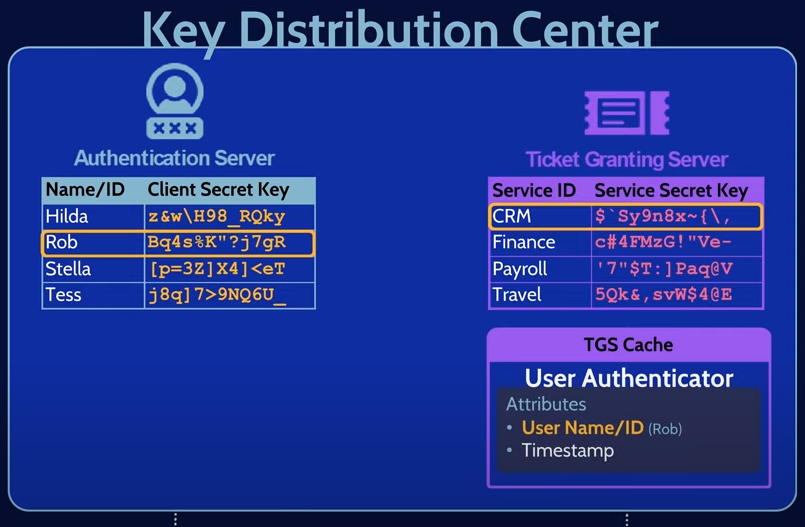 Key Distribution Center
×××
Authentication Server
Name/ID Client Secret Key
Hilda z&w\H98_RQky
Rob Bq4s%K"?j7gR
Stella [p=3Z]X4]<eT
Tess j8q]7>9NQ6U_
Ticket Granting Server
Service ID Service Secret Key
CRM $`Sy9n8x~{\,
Finance c#4FMzG!"Ve-
Payroll '7"$T:]Paq@V
Travel 5Qk&,svW$4@E
TGS Cache
User Authenticator
Attributes
• User Name/ID (Rob)
• Timestamp